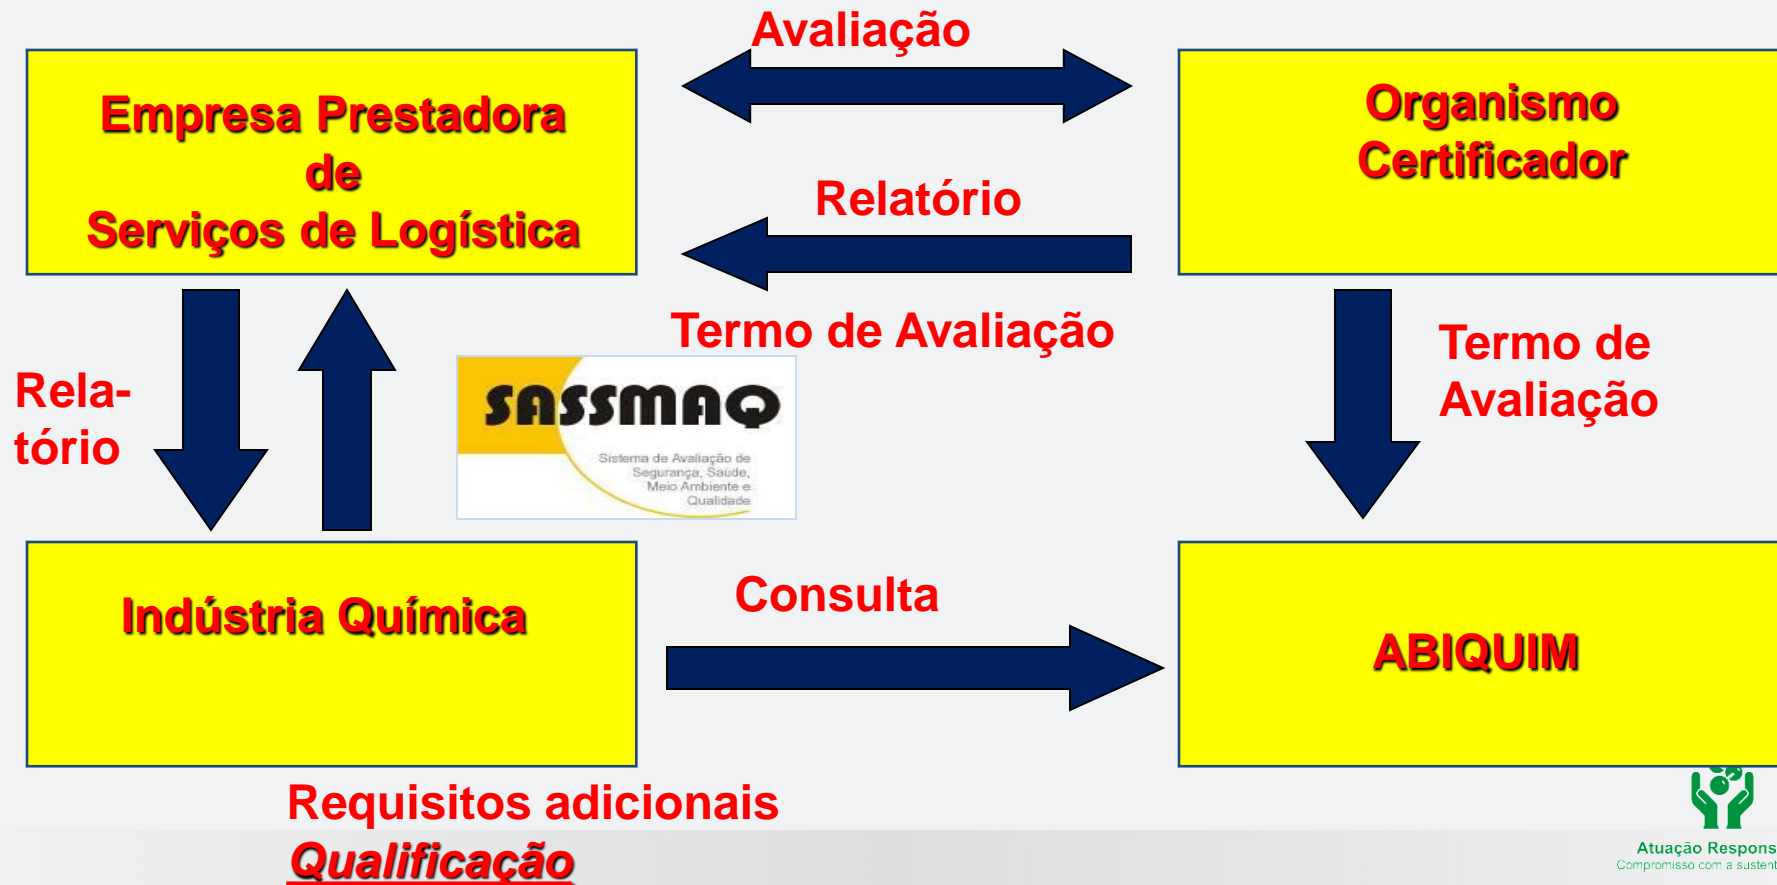 Avaliação
Empresa Prestadora
de
Serviços de Logística
Organismo
Certificador
Relatório
Termo de Avaliação
Rela-
tório
SASSMAQ
Sistema de Avaliação de
Segurança, Saúde,
Meio Ambiente e
Qualidade
Termo de
Avaliação
Indústria Química
Consulta
ABIQUIM
Requisitos adicionais
Qualificação
Atuação Respons
Compromisso com a sustent